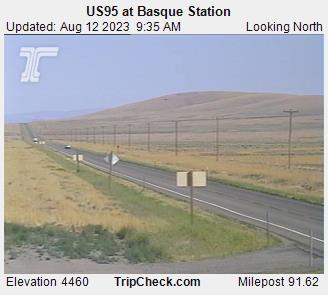 US95 at Basque Station
Updated: Aug 12 2023 9:35 AM Looking North
Elevation 4460 TripCheck.com Milepost 91.62